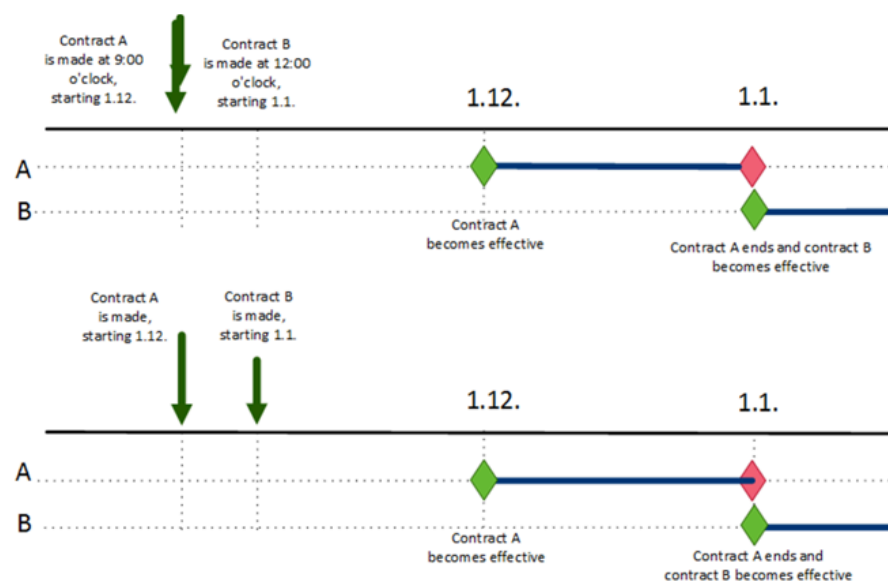 Contract A
is made at 9:00
o'clock,
starting 1.12.
Contract B
is made at 12:00
o'clock,
starting 1.1.
1.12.
1.1.
A
B
Contract A
becomes effective
Contract A ends and contract B
becomes effective
Contract A
is made,
starting 1.12.
Contract B
is made,
starting 1.1.
1.12.
1.1.
A
B
Contract A
becomes effective
Contract A ends and
contract B becomes effective